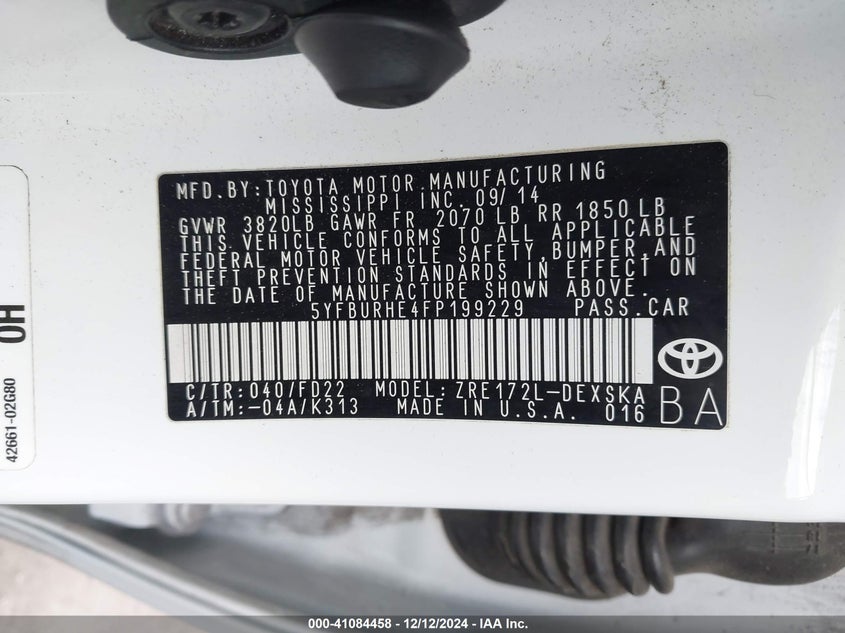 MFD.BY:TOYOTA MOTOR MANUFACTURING
MISSISSIPPI INC. 09/14
GVWR 3820LB GAWR FR 2070 LB RR 1850 LB
THIS VEHICLE CONFORMS TO ALL APPLICABLE
FEDERAL MOTOR VEHICLE SAFETY,BUMPER,AND
THEFT PREVENTION STANDARDS IN EFFECT ON
THE DATE OF MANUFACTURE SHOWN ABOVE.
5YFBURHE4FP199229 PASS.CAR
C/TR: 040/FD22 MODEL: ZRE172L-DEXSKA
A/TM:-04A/K313 MADE IN U.S.A. 016
BA
42661-02G80 0H
000-41084458 - 12/12/2024 - IAA Inc.